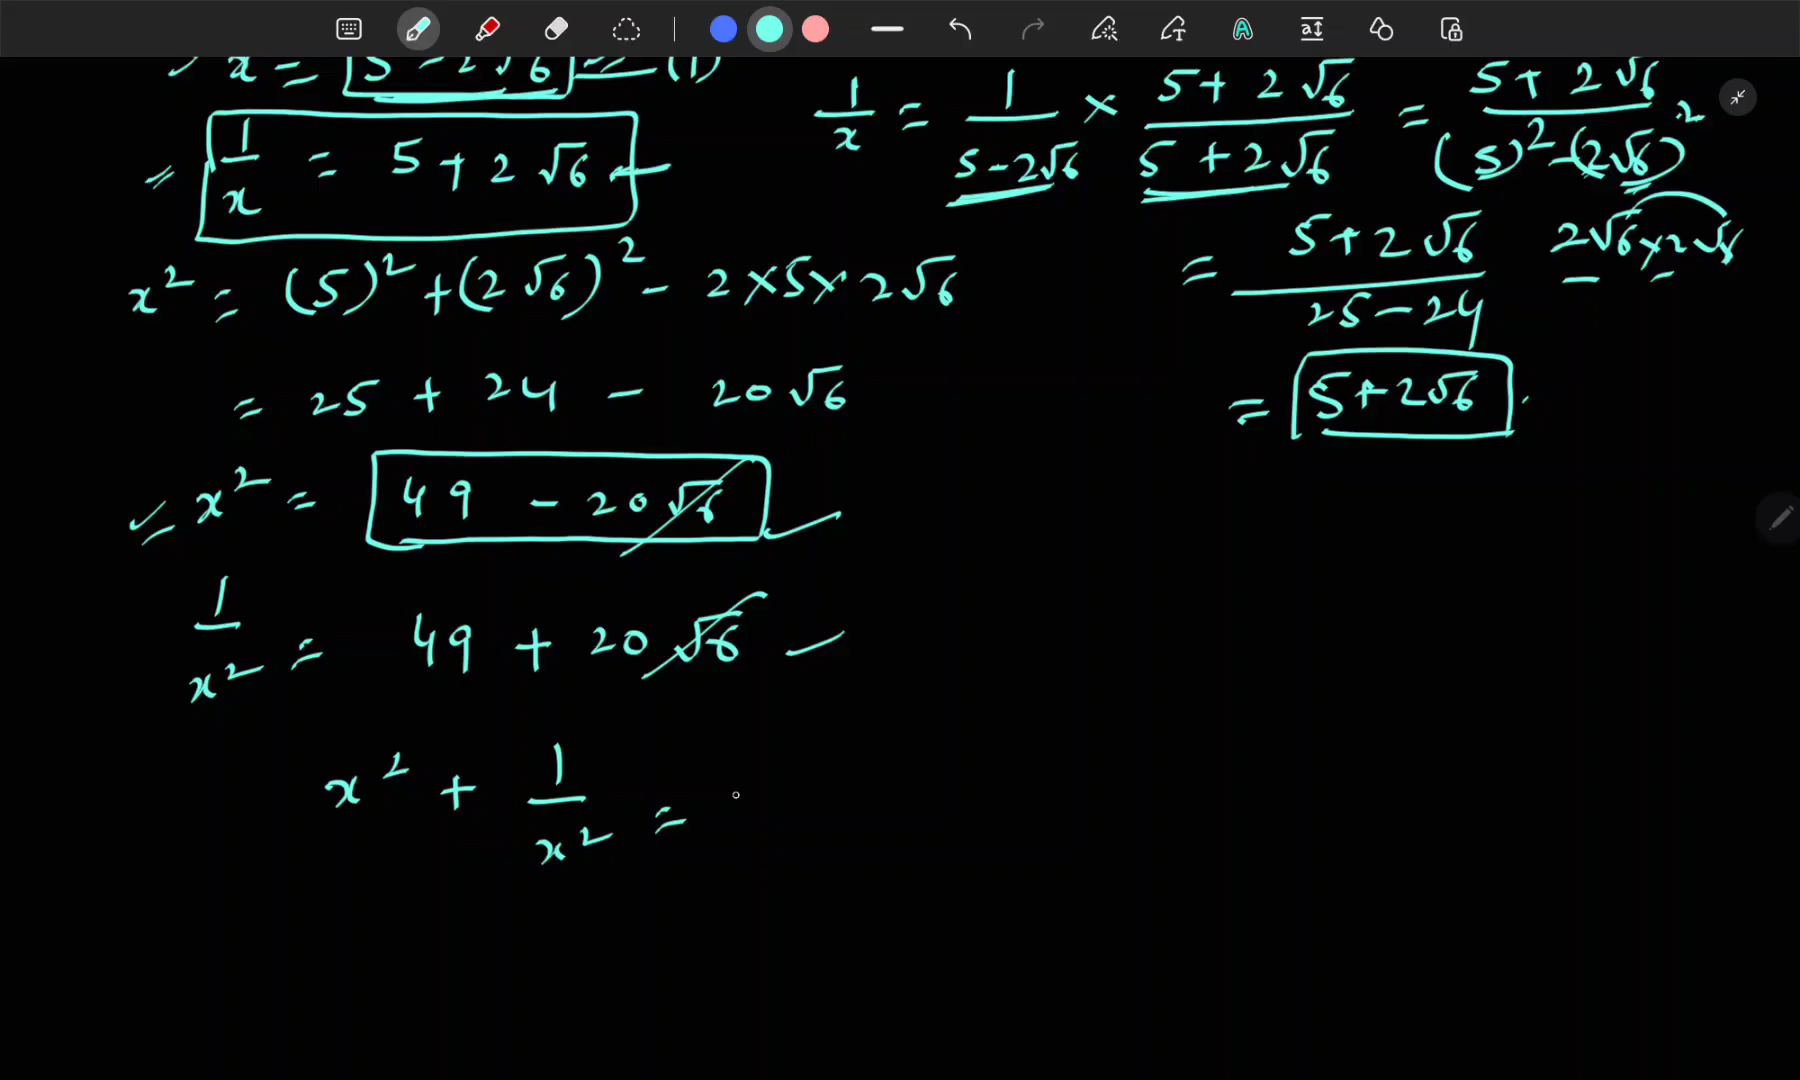 x = 5 - 2√6 — (1)
= 1/x = 5 + 2√6
x² = (5)² + (2√6)² - 2×5×2√6
= 25 + 24 - 20√6
x² = 49 - 20√6
1/x² = 49 + 20√6
x² + 1/x² =
1/x = 1/(5 - 2√6) × (5 + 2√6)/(5 + 2√6) = (5 + 2√6)/((5)² - (2√6)²)
= (5 + 2√6)/(25 - 24) 2√6 × 2√6
= 5 + 2√6